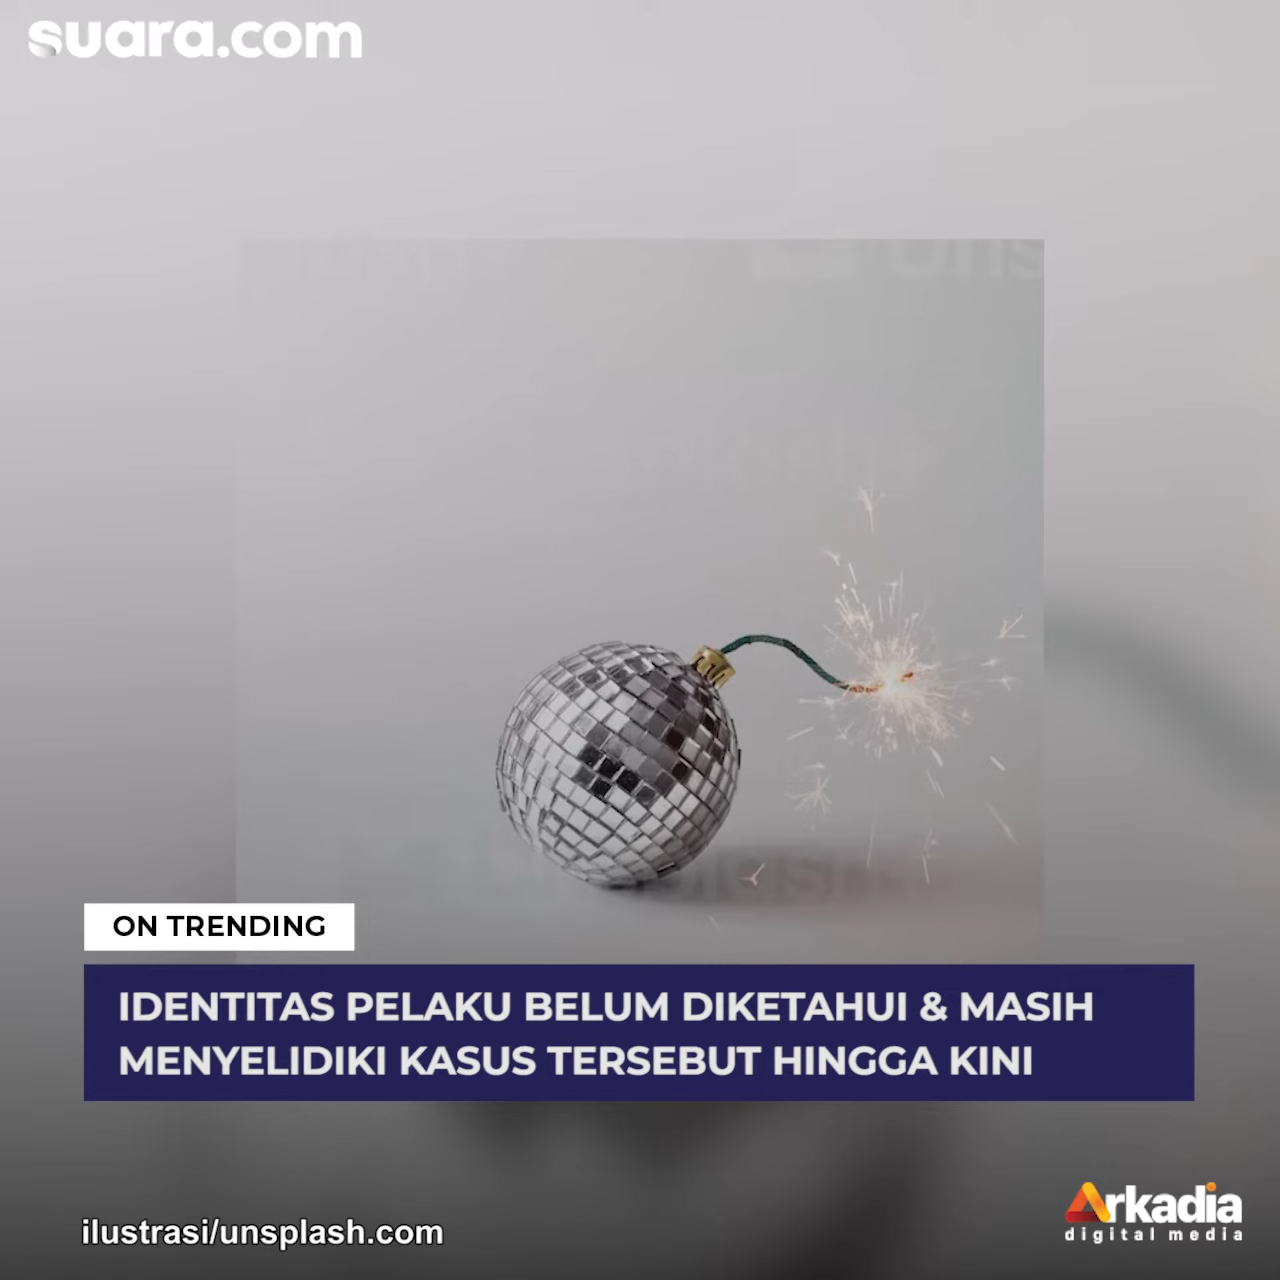 suara.com
ON TRENDING
IDENTITAS PELAKU BELUM DIKETAHUI & MASIH
MENYELIDIKI KASUS TERSEBUT HINGGA KINI
ilustrasi/unsplash.com
Arkadia
digital media